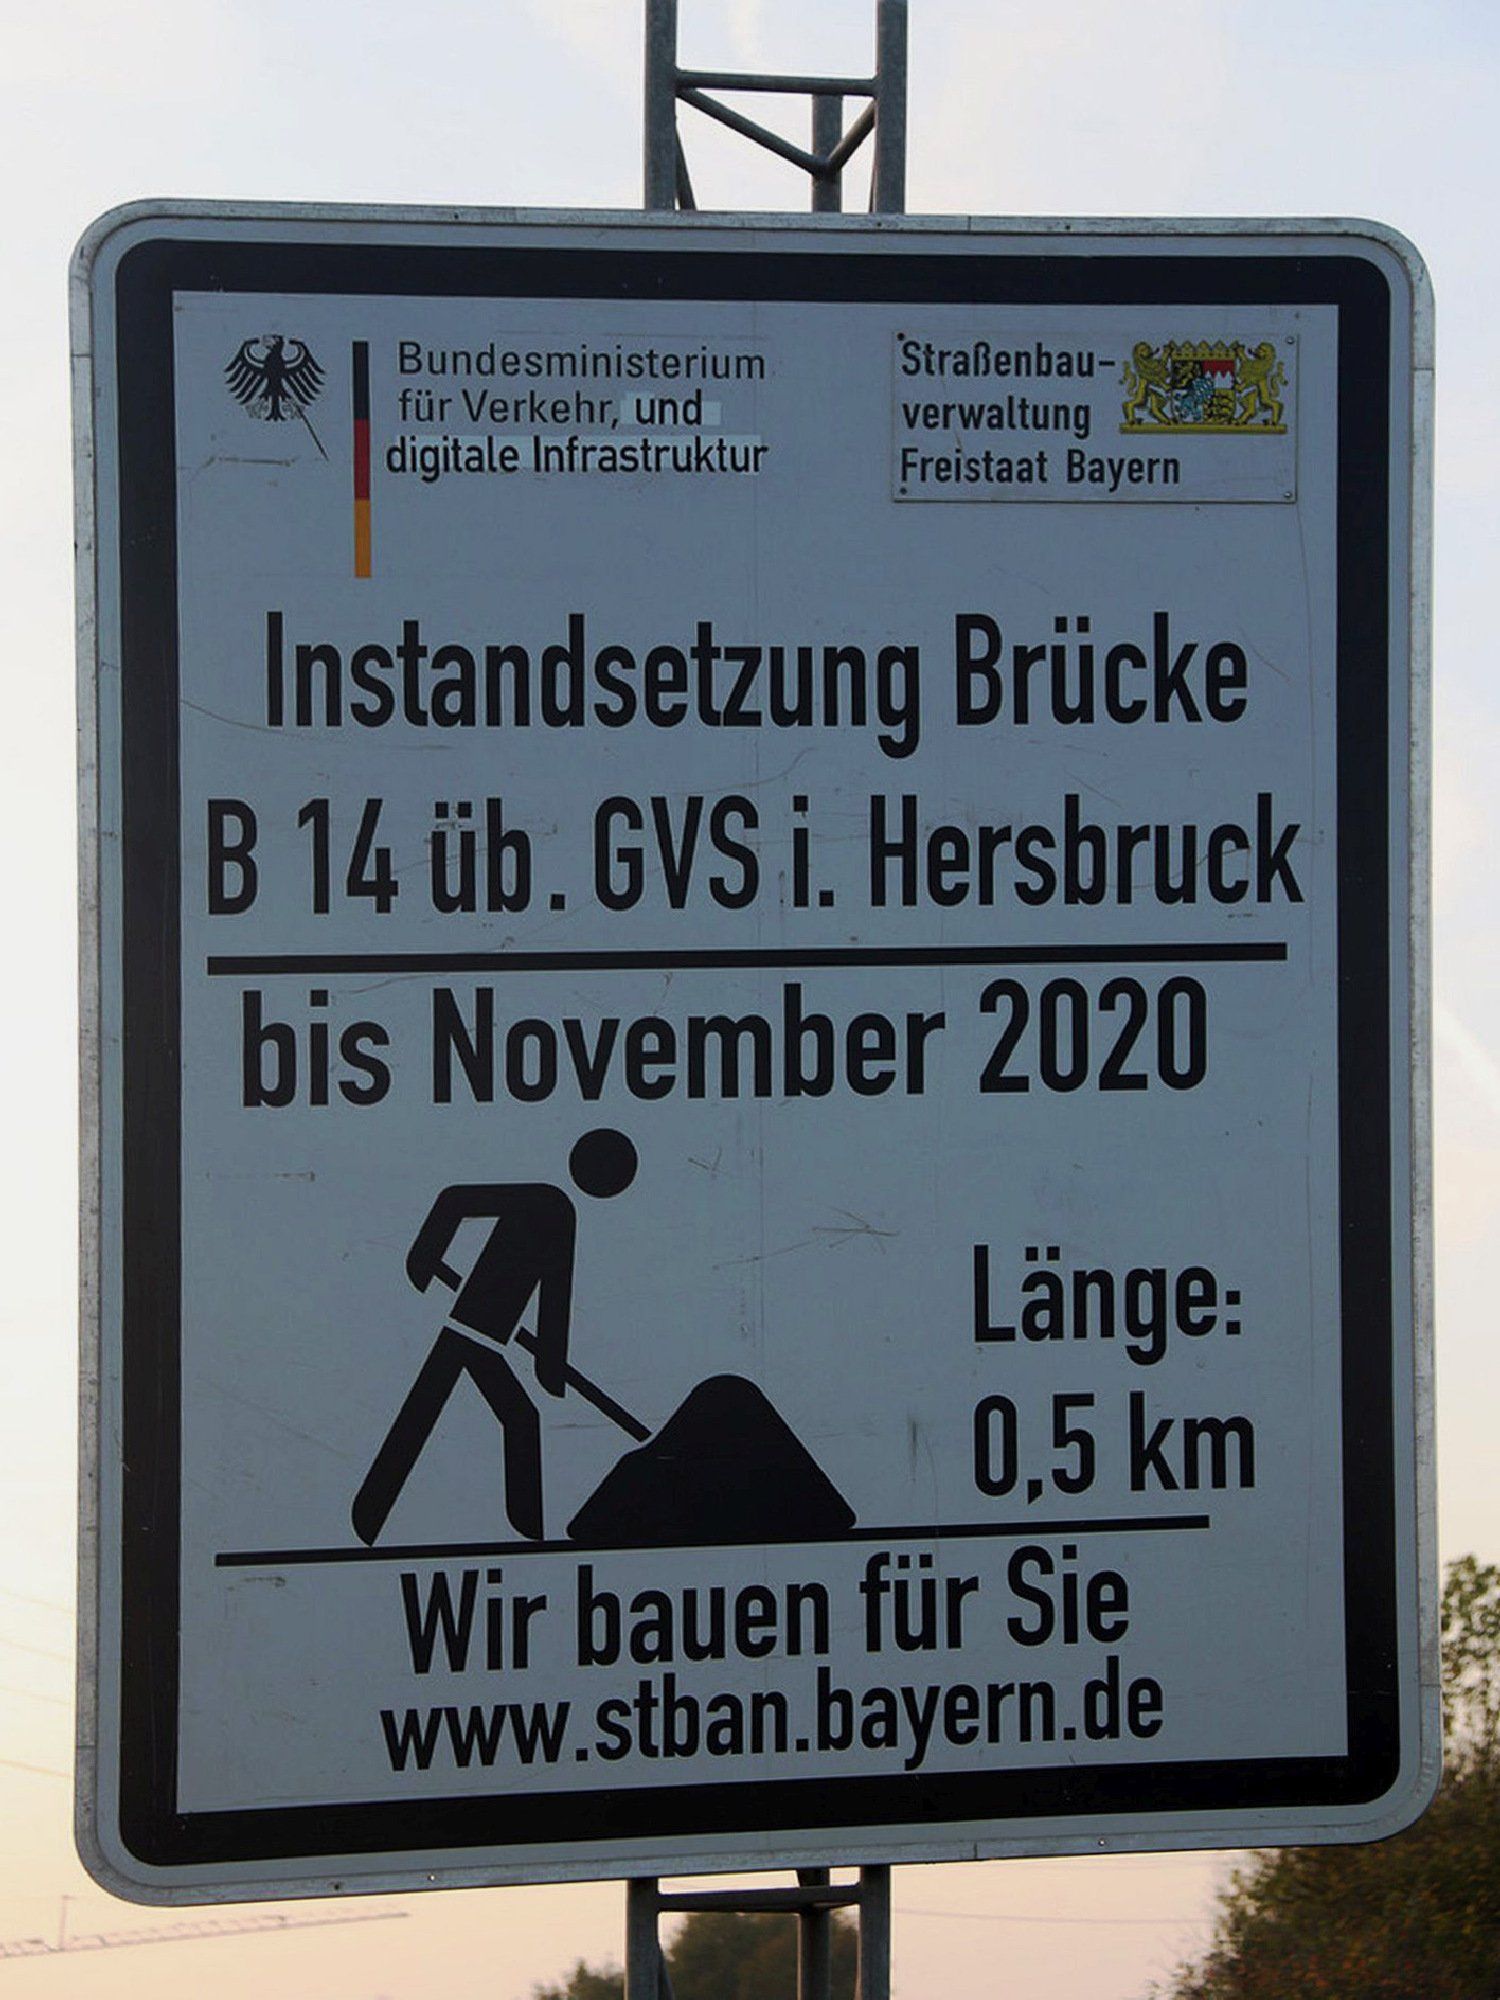 Bundesministerium
für Verkehr, und
digitale Infrastruktur
Straßenbau-
verwaltung
Freistaat Bayern
Instandsetzung Brücke
B 14 üb. GVS i. Hersbruck
bis November 2020
Länge:
0,5 km
Wir bauen für Sie
www.stban.bayern.de